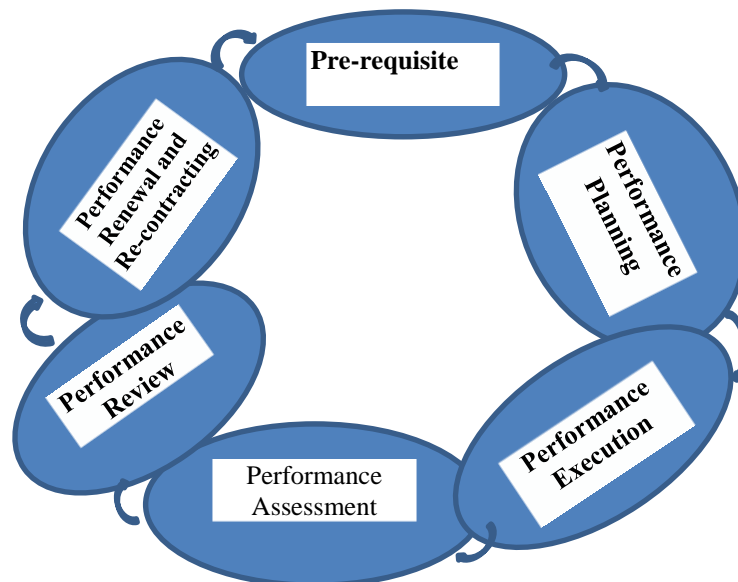 Pre-requisite
Performance
Planning
Performance
Execution
Performance
Assessment
Performance
Review
Performance
Renewal and
Re-contracting